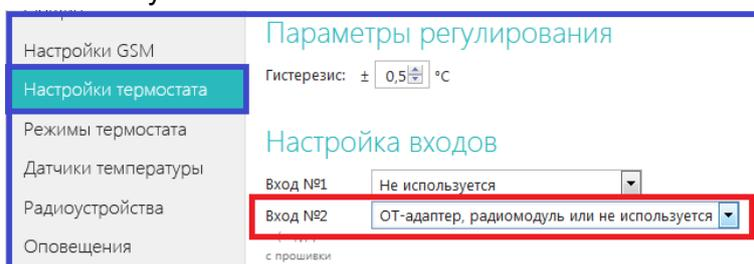 Настройки GSM
Настройки термостата
Режимы термостата
Датчики температуры
Радиоустройства
Оповещения
Параметры регулирования
Гистерезис: ± 0,5 °C
Настройка входов
Вход №1 Не используется
Вход №2 ОТ-адаптер, радиомодуль или не используется
с прошивки